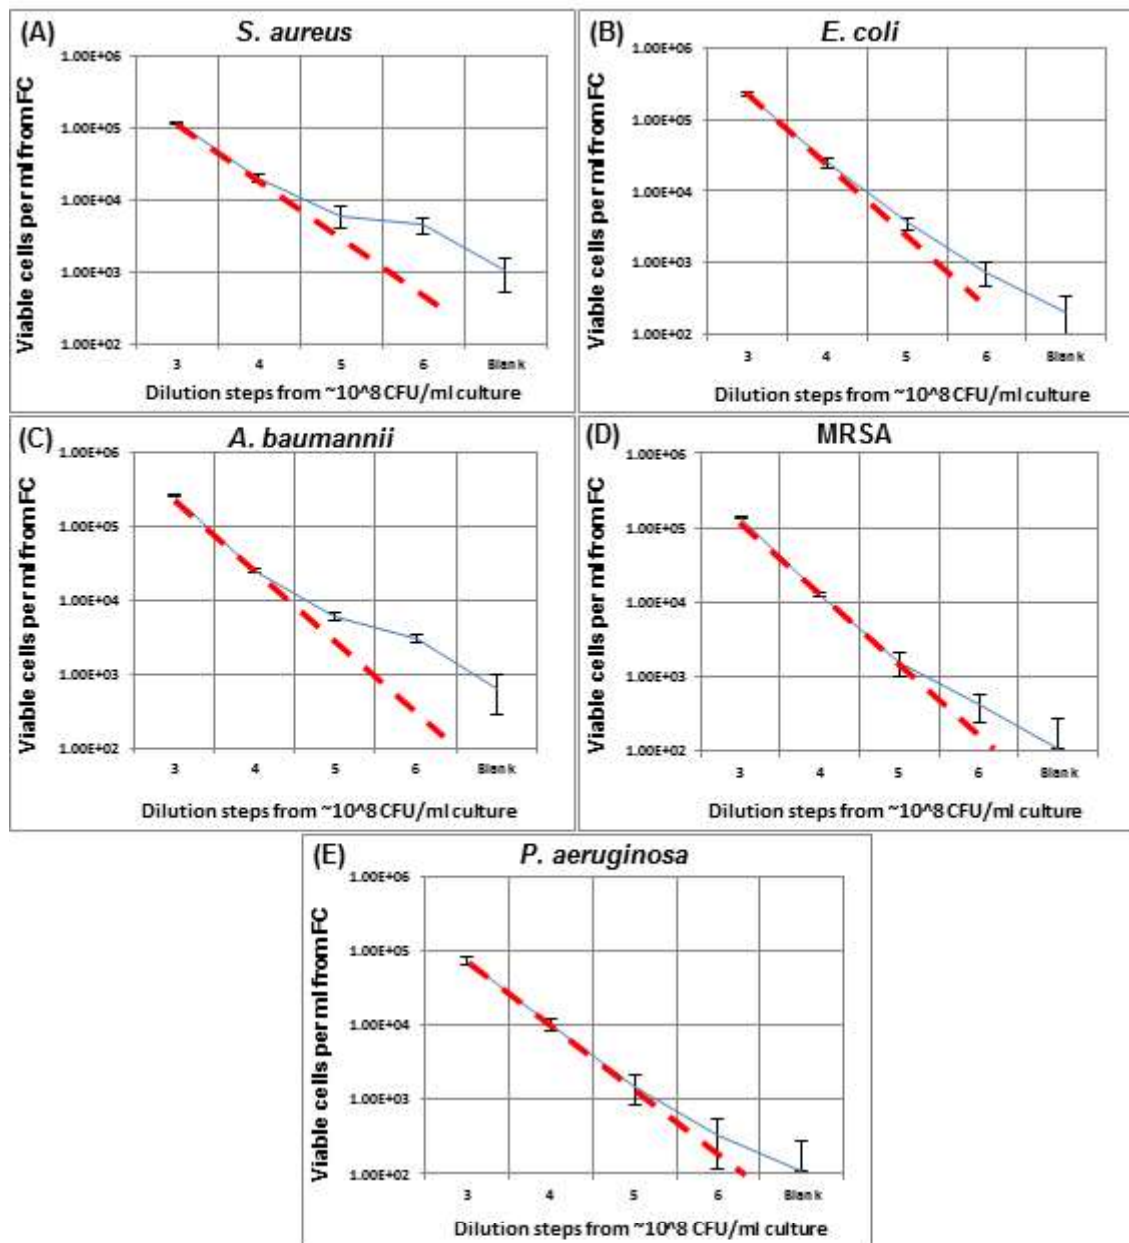 (A)
S. aureus
Viable cells per ml from FC
1.00E+06
1.00E+05
1.00E+04
1.00E+03
1.00E+02
3 4 5 6 Blank
Dilution steps from ~10^8 CFU/ml culture
(B)
E. coli
Viable cells per ml from FC
1.00E+06
1.00E+05
1.00E+04
1.00E+03
1.00E+02
3 4 5 6 Blank
Dilution steps from ~10^8 CFU/ml culture
(C)
A. baumannii
Viable cells per ml from FC
1.00E+06
1.00E+05
1.00E+04
1.00E+03
1.00E+02
3 4 5 6 Blank
Dilution steps from ~10^8 CFU/ml culture
(D)
MRSA
Viable cells per ml from FC
1.00E+06
1.00E+05
1.00E+04
1.00E+03
1.00E+02
3 4 5 6 Blank
Dilution steps from ~10^8 CFU/ml culture
(E)
P. aeruginosa
Viable cells per ml from FC
1.00E+06
1.00E+05
1.00E+04
1.00E+03
1.00E+02
3 4 5 6 Blank
Dilution steps from ~10^8 CFU/ml culture